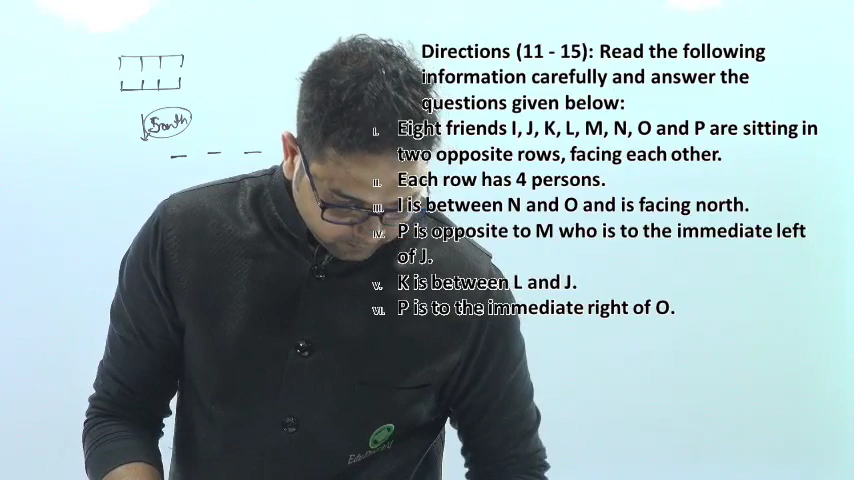 Directions (11 - 15): Read the following
information carefully and answer the
questions given below:
I. Eight friends I, J, K, L, M, N, O and P are sitting in
two opposite rows, facing each other.
II. Each row has 4 persons.
III. I is between N and O and is facing north.
IV. P is opposite to M who is to the immediate left
of J.
V. K is between L and J.
VI. P is to the immediate right of O.
South